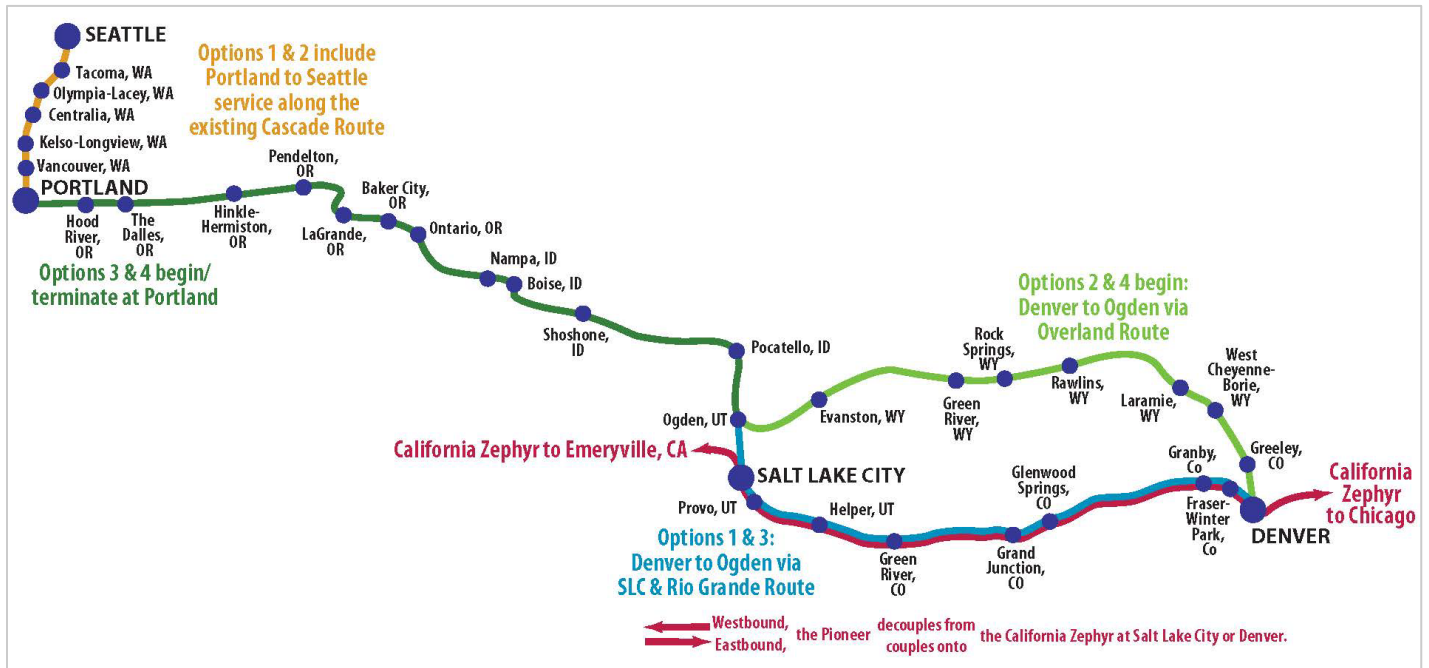 SEATTLE
Tacoma, WA
Olympia-Lacey, WA
Centralia, WA
Kelso-Longview, WA
Vancouver, WA
PORTLAND
Options 1 & 2 include
Portland to Seattle
service along the
existing Cascade Route
Hood
River,
OR
The
Dalles,
OR
Hinkle-
Hermiston,
OR
Pendelton,
OR
LaGrande,
OR
Baker City,
OR
Ontario, OR
Options 3 & 4 begin/
terminate at Portland
Nampa, ID
Boise, ID
Shoshone,
ID
Pocatello, ID
Ogden, UT
Evanston, WY
Green
River,
WY
Rock
Springs,
WY
Rawlins,
WY
Laramie,
WY
West
Cheyenne-
Borie,
WY
Greeley,
CO
Options 2 & 4 begin:
Denver to Ogden via
Overland Route
California Zephyr to Emeryville, CA
SALT LAKE CITY
Provo, UT
Helper, UT
Green
River,
CO
Grand
Junction,
CO
Glenwood
Springs,
CO
Granby,
Co
Fraser-
Winter
Park,
Co
DENVER
California
Zephyr
to Chicago
Options 1 & 3:
Denver to Ogden via
SLC & Rio Grande Route
Westbound,
Eastbound,
the Pioneer
decouples from
couples onto
the California Zephyr at Salt Lake City or Denver.